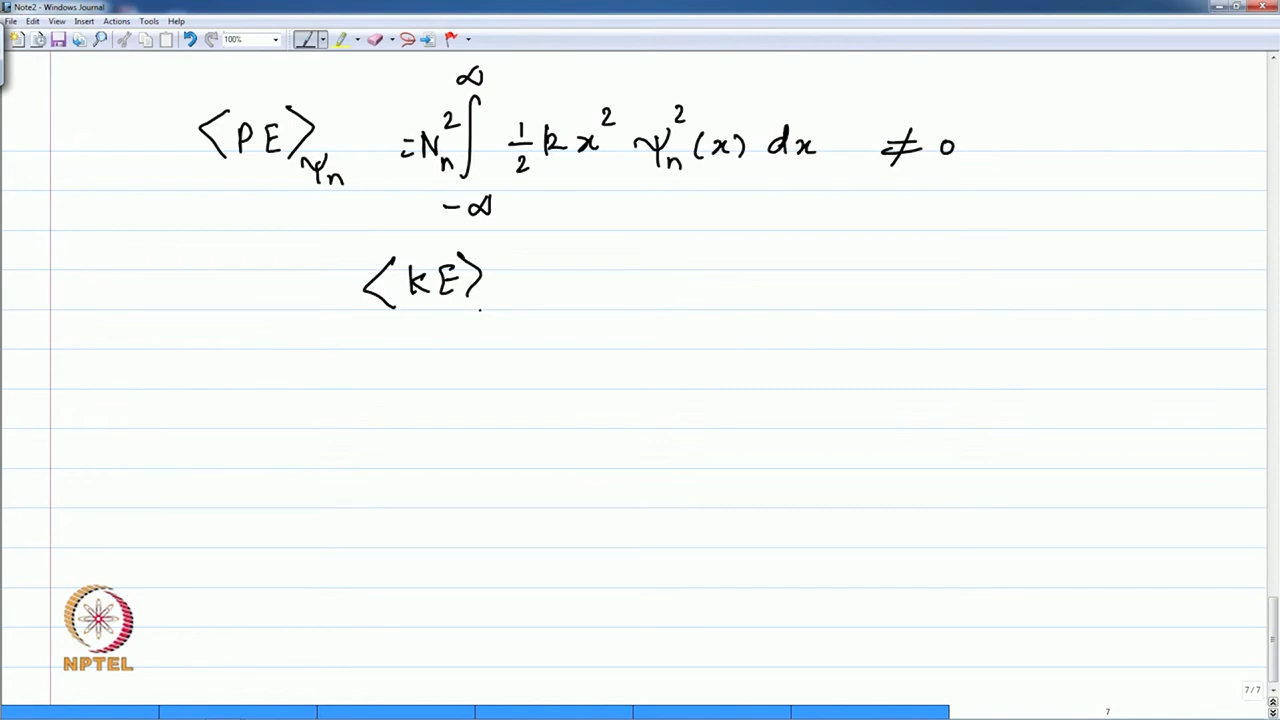 Note2 - Windows Journal
File Edit View Insert Actions Tools Help
100%
∞
⟨PE⟩ψn = Nn² ∫ ½ k x² ψn²(x) dx ≠ 0
-∞
⟨KE⟩
NPTEL
7/7
7